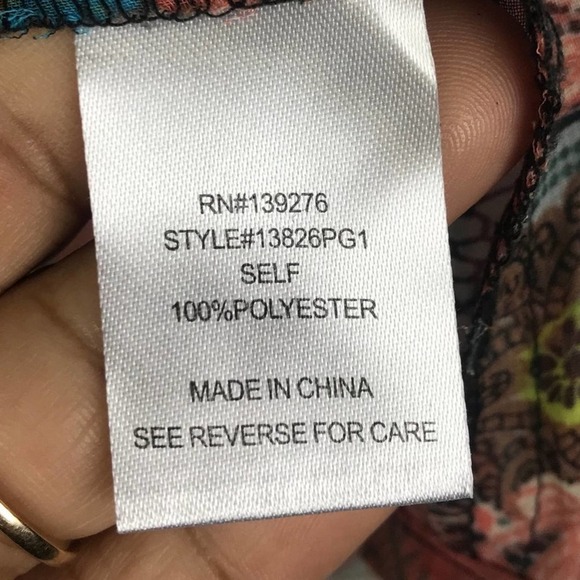 RN#139276
STYLE#13826PG1
SELF
100%POLYESTER
MADE IN CHINA
SEE REVERSE FOR CARE